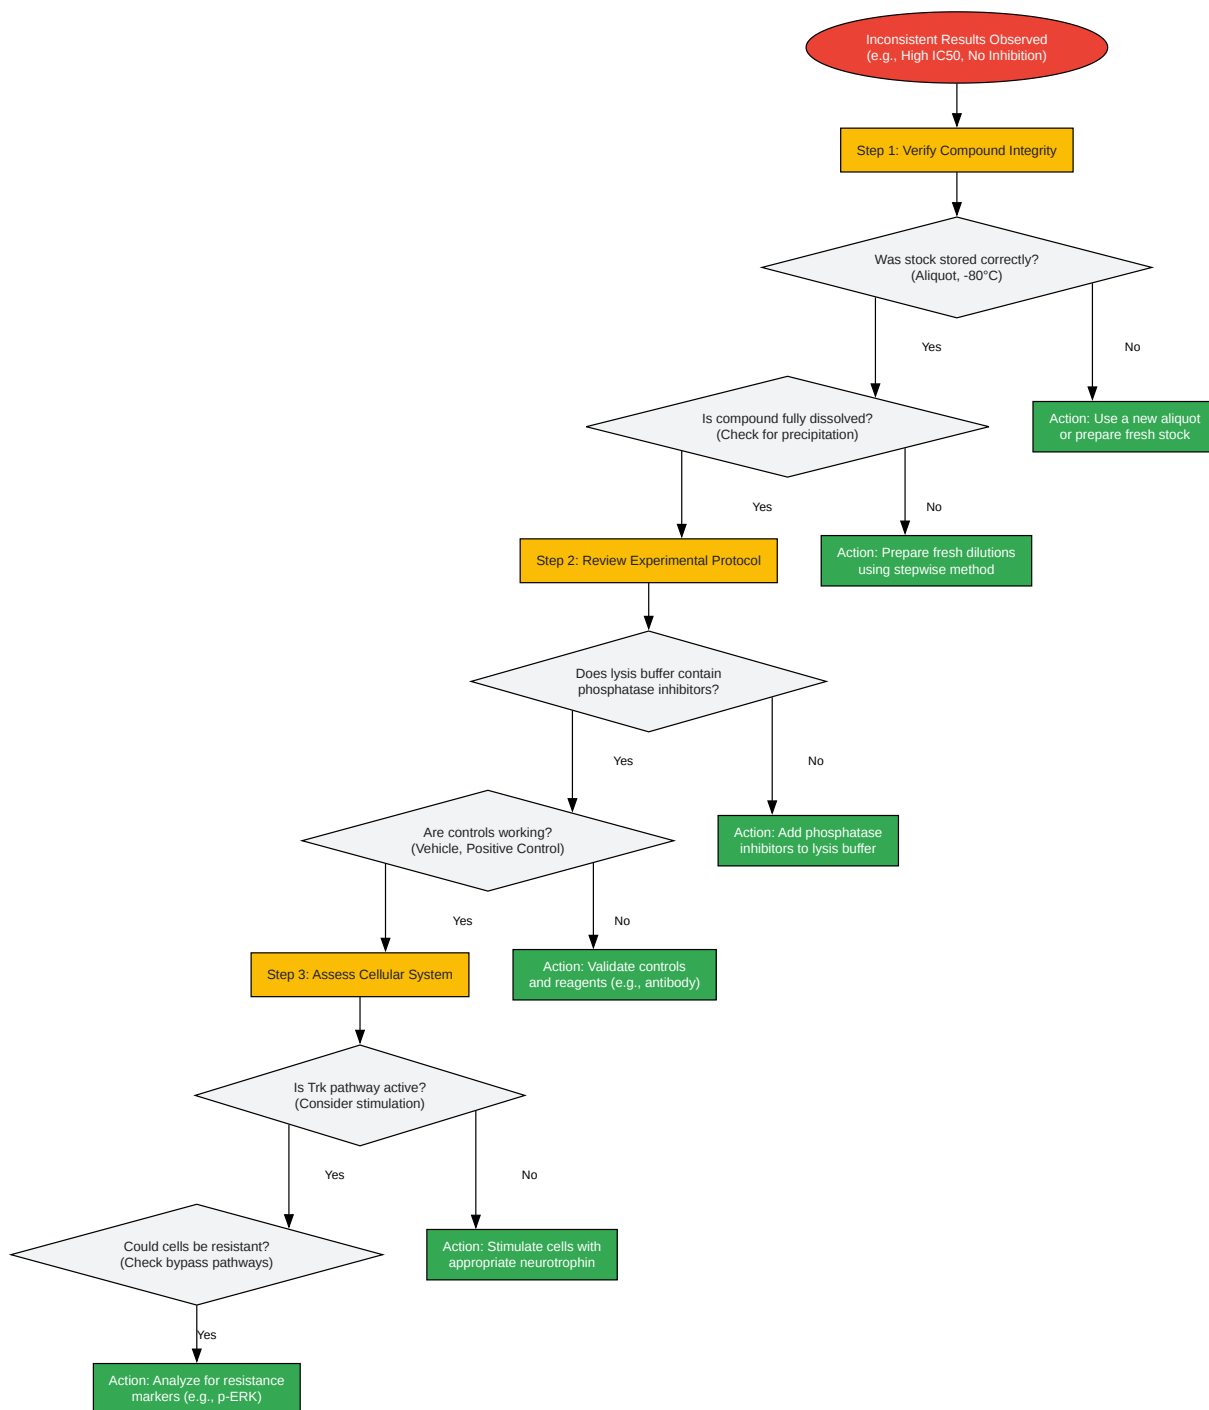 Inconsistent Results Observed
(e.g., High IC50, No Inhibition)
Step 1: Verify Compound Integrity
Was stock stored correctly?
(Aliquot, -80°C)
Yes
No
Is compound fully dissolved?
(Check for precipitation)
Action: Use a new aliquot
or prepare fresh stock
Yes
No
Step 2: Review Experimental Protocol
Action: Prepare fresh dilutions
using stepwise method
Does lysis buffer contain
phosphatase inhibitors?
Yes
No
Are controls working?
(Vehicle, Positive Control)
Action: Add phosphatase
inhibitors to lysis buffer
Yes
No
Step 3: Assess Cellular System
Action: Validate controls
and reagents (e.g., antibody)
Is Trk pathway active?
(Consider stimulation)
Yes
No
Could cells be resistant?
(Check bypass pathways)
Action: Stimulate cells with
appropriate neurotrophin
Yes
Action: Analyze for resistance
markers (e.g., p-ERK)